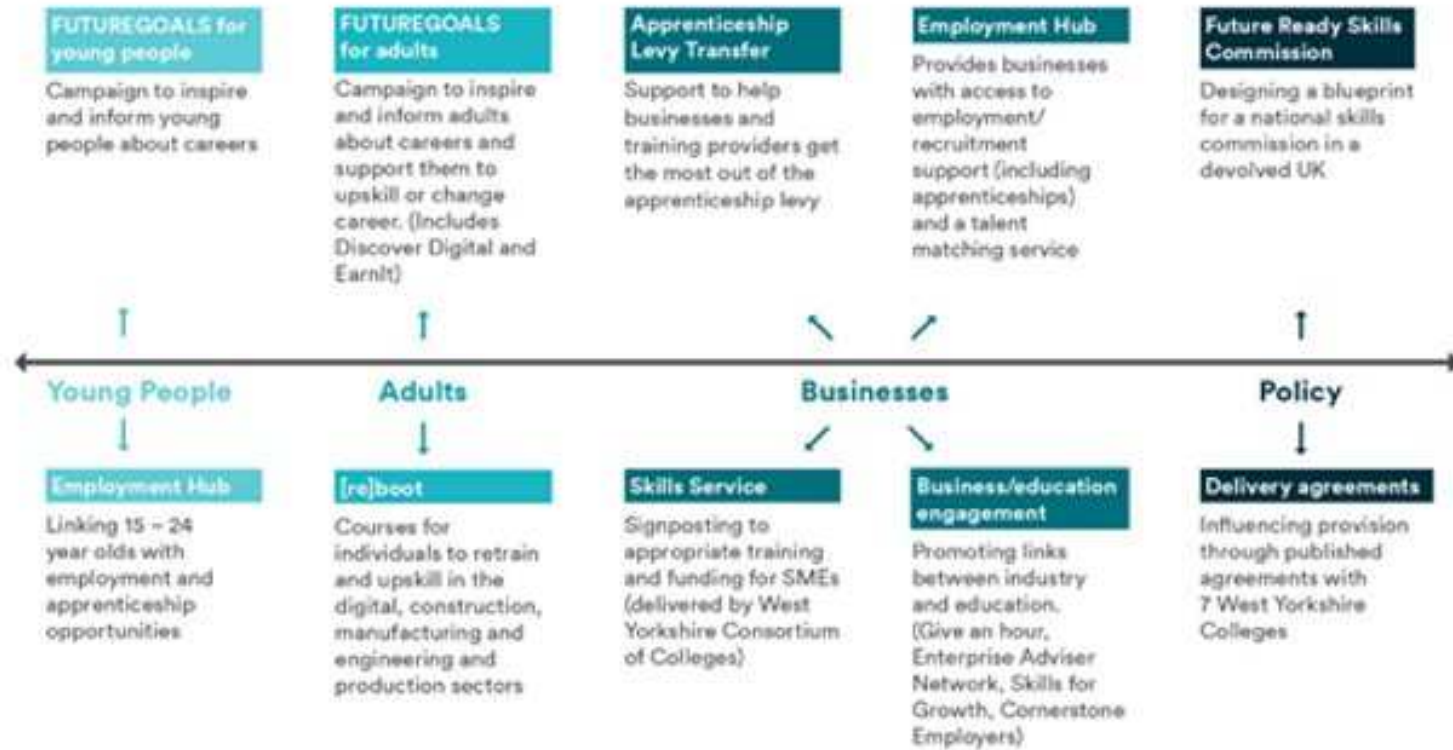 FUTUREGOALS for
young people
Campaign to inspire
and inform young
people about careers
FUTUREGOALS
for adults
Campaign to inspire
and inform adults
about careers and
support them to
upskill or change
career. (Includes
Discover Digital and
EarnIt)
Apprenticeship
Levy Transfer
Support to help
businesses and
training providers get
the most out of the
apprenticeship levy
Employment Hub
Provides businesses
with access to
employment/
recruitment
support (including
apprenticeships)
and a talent
matching service
Future Ready Skills
Commission
Designing a blueprint
for a national skills
commission in a
devolved UK
Young People
Adults
Businesses
Policy
Employment Hub
Linking 15 – 24
year olds with
employment and
apprenticeship
opportunities
[re]boot
Courses for
individuals to retrain
and upskill in the
digital, construction,
manufacturing and
engineering and
production sectors
Skills Service
Signposting to
appropriate training
and funding for SMEs
(delivered by West
Yorkshire Consortium
of Colleges)
Business/education
engagement
Promoting links
between industry
and education.
(Give an hour,
Enterprise Adviser
Network, Skills for
Growth, Cornerstone
Employers)
Delivery agreements
Influencing provision
through published
agreements with
7 West Yorkshire
Colleges